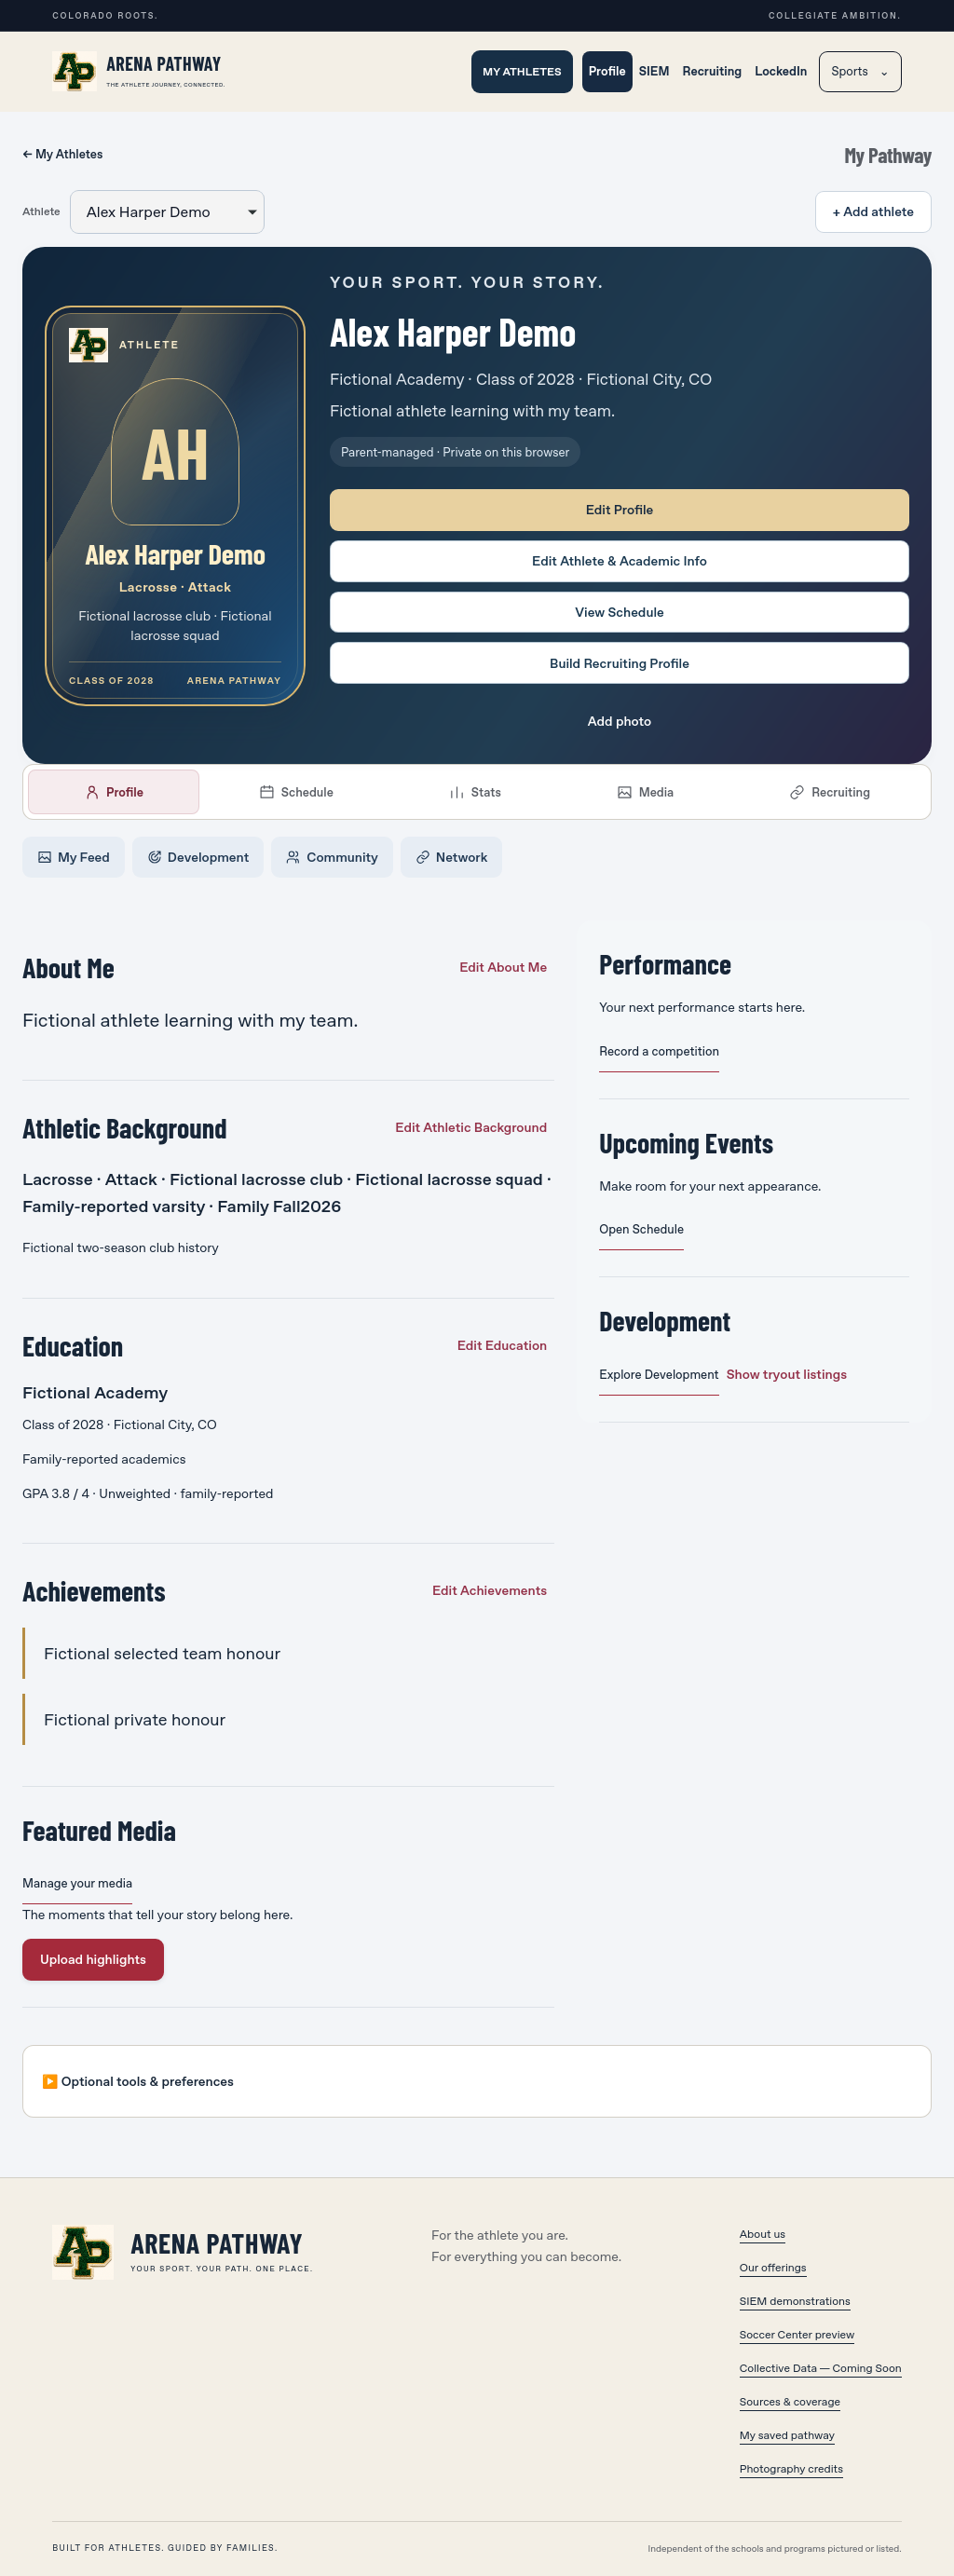 COLORADO ROOTS.
COLLEGIATE AMBITION.
AP
ARENA PATHWAY
THE ATHLETE JOURNEY, CONNECTED.
MY ATHLETES
Profile
SIEM
Recruiting
LockedIn
Sports
← My Athletes
My Pathway
Athlete
Alex Harper Demo
+ Add athlete
AP
ATHLETE
AH
Alex Harper Demo
Lacrosse · Attack
Fictional lacrosse club · Fictional
lacrosse squad
CLASS OF 2028
ARENA PATHWAY
YOUR SPORT. YOUR STORY.
Alex Harper Demo
Fictional Academy · Class of 2028 · Fictional City, CO
Fictional athlete learning with my team.
Parent-managed · Private on this browser
Edit Profile
Edit Athlete & Academic Info
View Schedule
Build Recruiting Profile
Add photo
Profile
Schedule
Stats
Media
Recruiting
My Feed
Development
Community
Network
About Me
Edit About Me
Fictional athlete learning with my team.
Athletic Background
Edit Athletic Background
Lacrosse · Attack · Fictional lacrosse club · Fictional lacrosse squad ·
Family-reported varsity · Family Fall2026
Fictional two-season club history
Education
Edit Education
Fictional Academy
Class of 2028 · Fictional City, CO
Family-reported academics
GPA 3.8 / 4 · Unweighted · family-reported
Achievements
Edit Achievements
Fictional selected team honour
Fictional private honour
Featured Media
Manage your media
The moments that tell your story belong here.
Upload highlights
Performance
Your next performance starts here.
Record a competition
Upcoming Events
Make room for your next appearance.
Open Schedule
Development
Explore Development
Show tryout listings
Optional tools & preferences
AP
ARENA PATHWAY
YOUR SPORT. YOUR PATH. ONE PLACE.
For the athlete you are.
For everything you can become.
About us
Our offerings
SIEM demonstrations
Soccer Center preview
Collective Data — Coming Soon
Sources & coverage
My saved pathway
Photography credits
BUILT FOR ATHLETES. GUIDED BY FAMILIES.
Independent of the schools and programs pictured or listed.